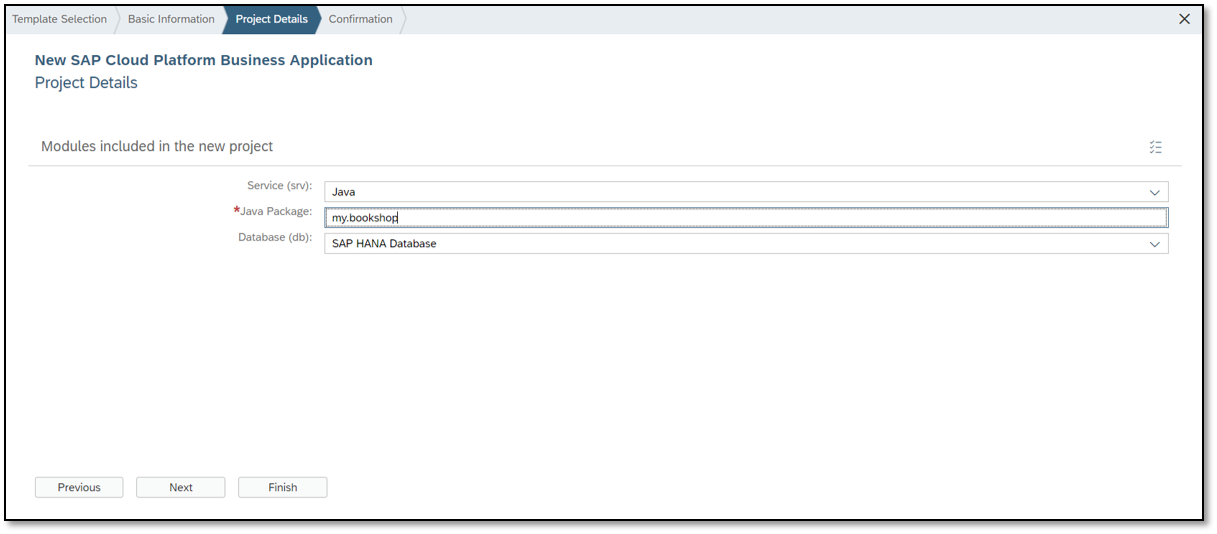 Template Selection Basic Information Project Details Confirmation
New SAP Cloud Platform Business Application
Project Details
Modules included in the new project
Service (srv): Java
*Java Package: my.bookshop
Database (db): SAP HANA Database
Previous Next Finish